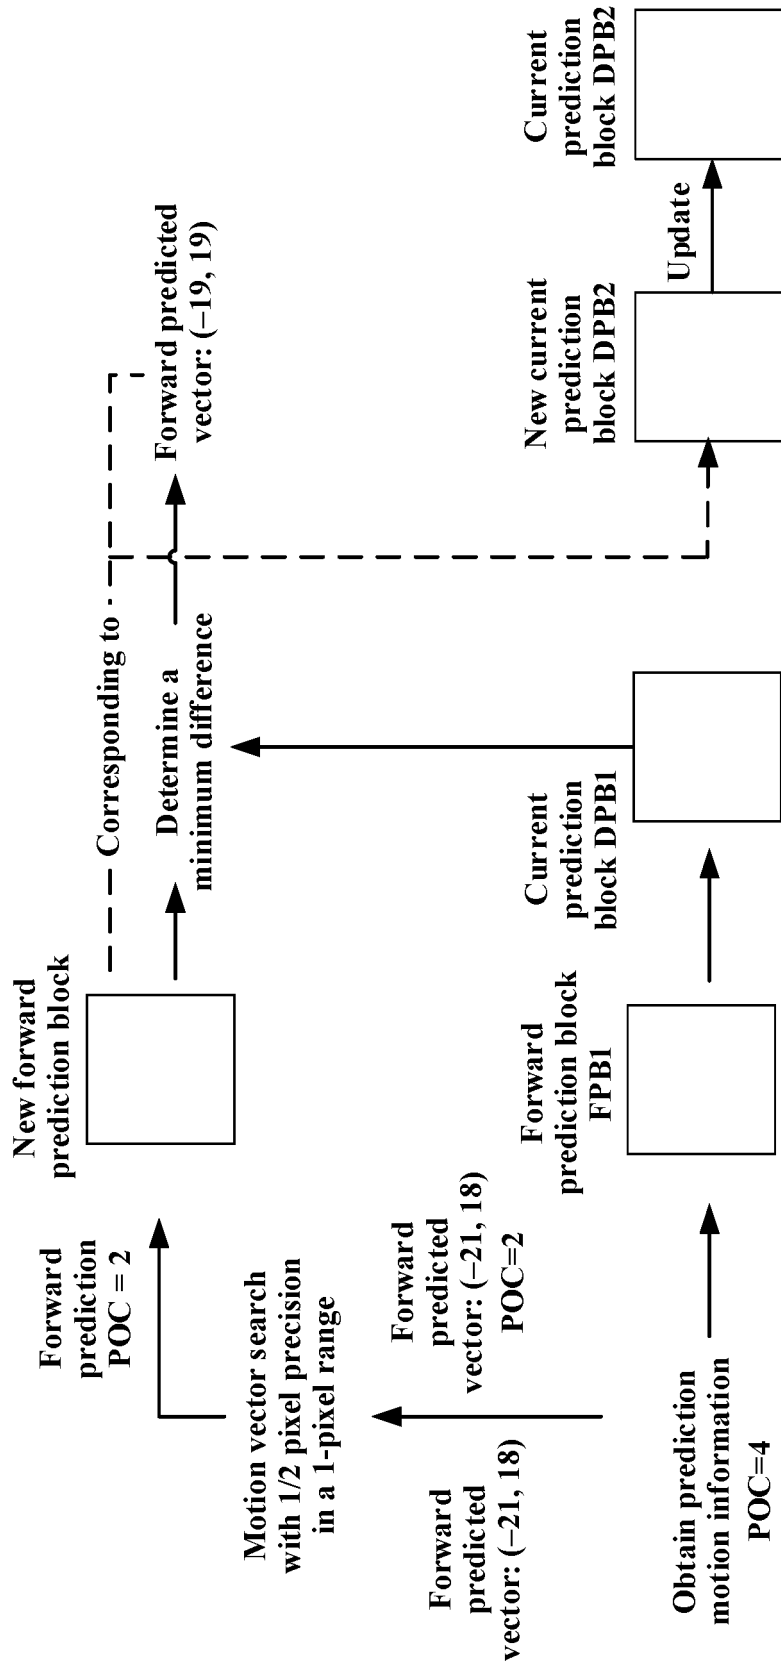 Obtain prediction
motion information
POC=4
Forward
predicted
vector: (−21, 18)
Forward
predicted
vector: (−21, 18)
POC=2
Motion vector search
with 1/2 pixel precision
in a 1-pixel range
Forward
prediction
POC = 2
New forward
prediction block
Corresponding to
Determine a
minimum difference
Forward predicted
vector: (−19, 19)
Forward
prediction block
FPB1
Current
prediction
block DPB1
New current
prediction
block DPB2
Update
Current
prediction
block DPB2